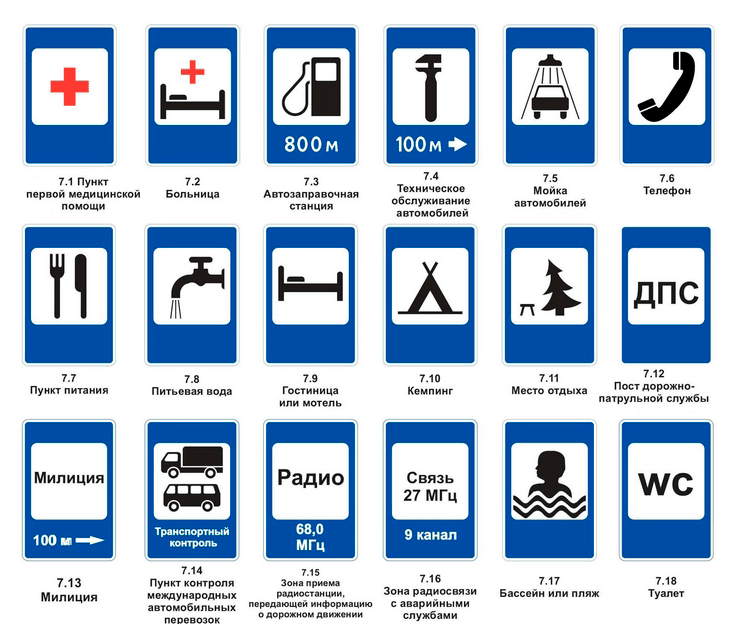 800 м
100 м
7.1 Пункт
первой медицинской
помощи
7.2
Больница
7.3
Автозаправочная
станция
7.4
Техническое
обслуживание
автомобилей
7.5
Мойка
автомобилей
7.6
Телефон
ДПС
7.7
Пункт питания
7.8
Питьевая вода
7.9
Гостиница
или мотель
7.10
Кемпинг
7.11
Место отдыха
7.12
Пост дорожно-
патрульной службы
Милиция
100 м
Транспортный
контроль
Радио
68,0
МГц
Связь
27 МГц
9 канал
WC
7.13
Милиция
7.14
Пункт контроля
международных
автомобильных
перевозок
7.15
Зона приема
радиостанции,
передающей информацию
о дорожном движении
7.16
Зона радиосвязи
с аварийными
службами
7.17
Бассейн или пляж
7.18
Туалет